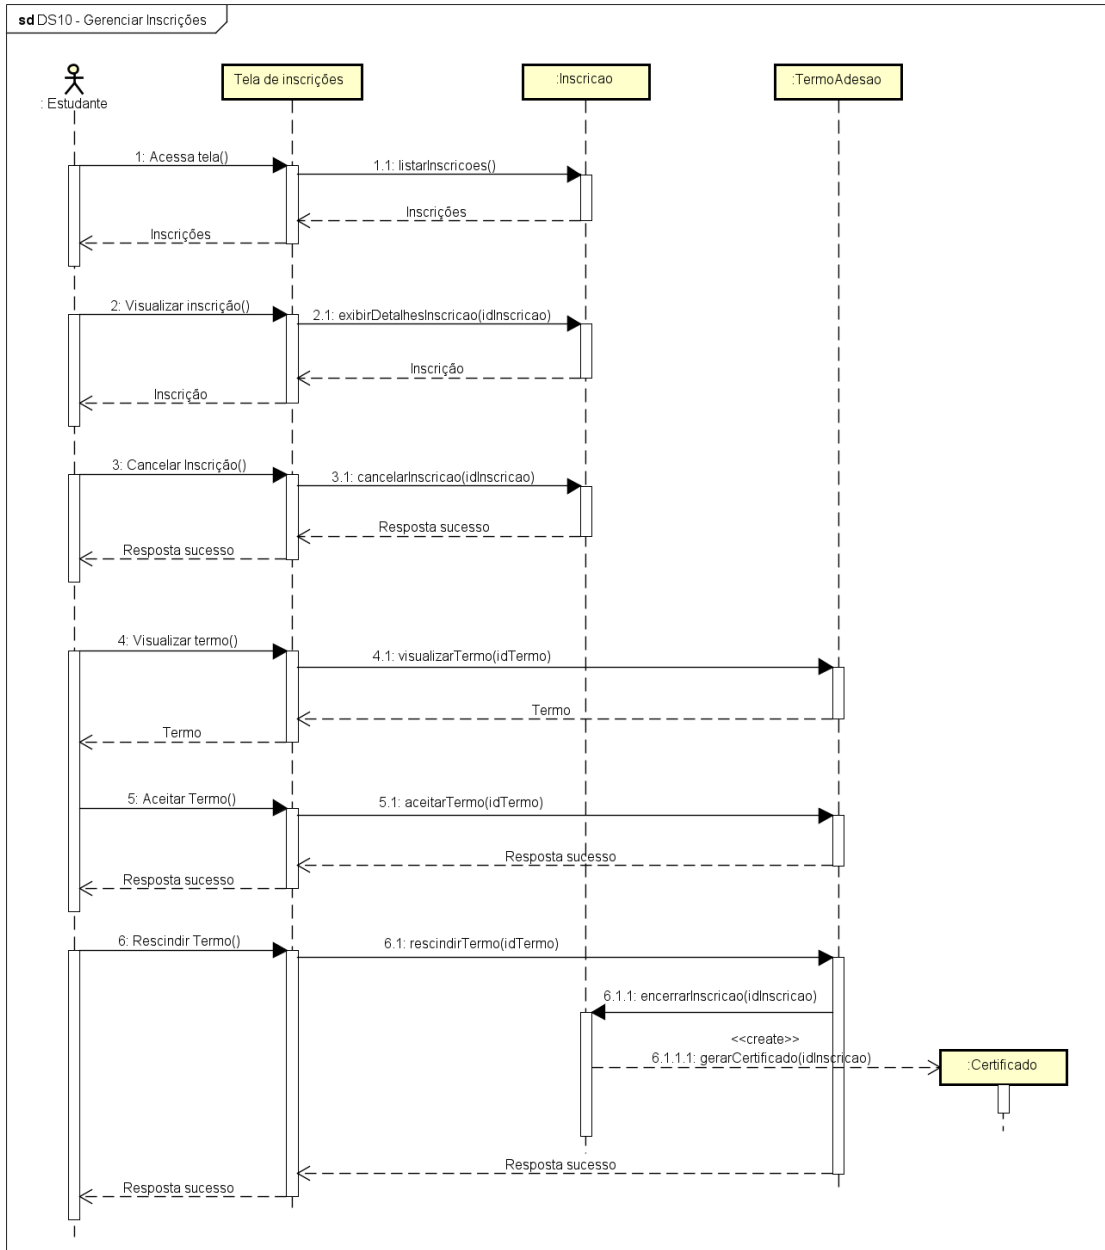 sd DS10 - Gerenciar Inscrições
: Estudante
Tela de inscrições
:Inscricao
:TermoAdesao
1: Acessa tela()
1.1: listarInscricoes()
Inscrições
Inscrições
2: Visualizar inscrição()
2.1: exibirDetalhesInscricao(idInscricao)
Inscrição
Inscrição
3: Cancelar Inscrição()
3.1: cancelarInscricao(idInscricao)
Resposta sucesso
Resposta sucesso
4: Visualizar termo()
4.1: visualizarTermo(idTermo)
Termo
Termo
5: Aceitar Termo()
5.1: aceitarTermo(idTermo)
Resposta sucesso
Resposta sucesso
6: Rescindir Termo()
6.1: rescindirTermo(idTermo)
6.1.1: encerrarInscricao(idInscricao)
<<create>>
6.1.1.1: gerarCertificado(idInscricao)
:Certificado
Resposta sucesso
Resposta sucesso